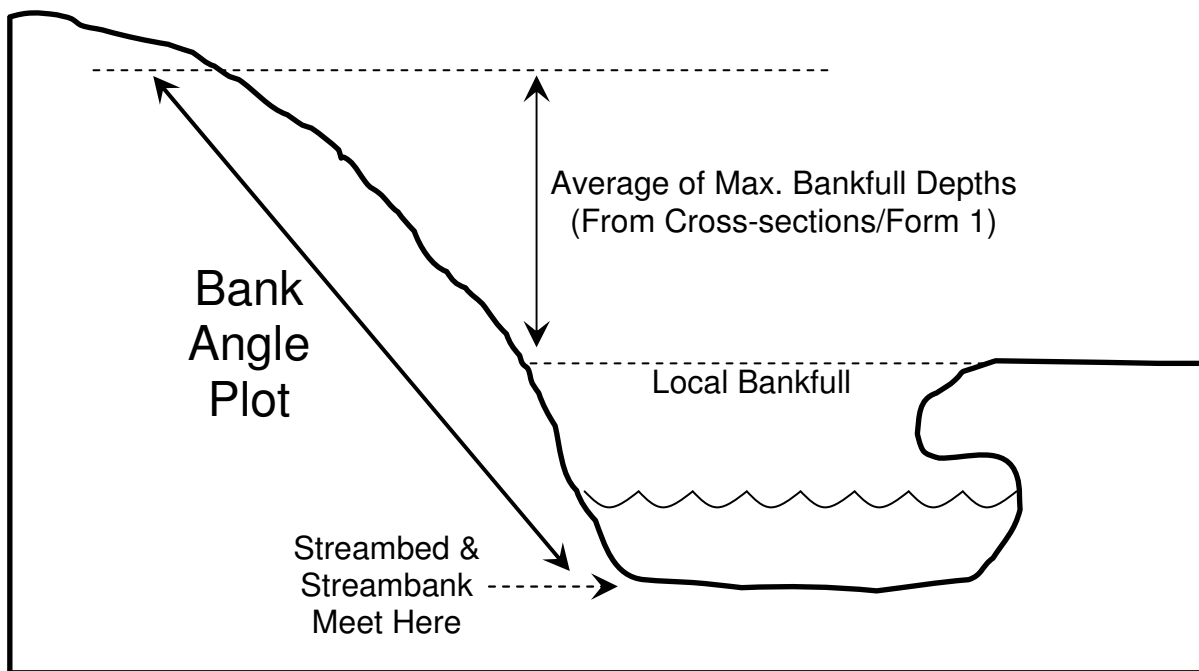 Average of Max. Bankfull Depths
(From Cross-sections/Form 1)
Bank
Angle
Plot
Local Bankfull
Streambed &
Streambank
Meet Here